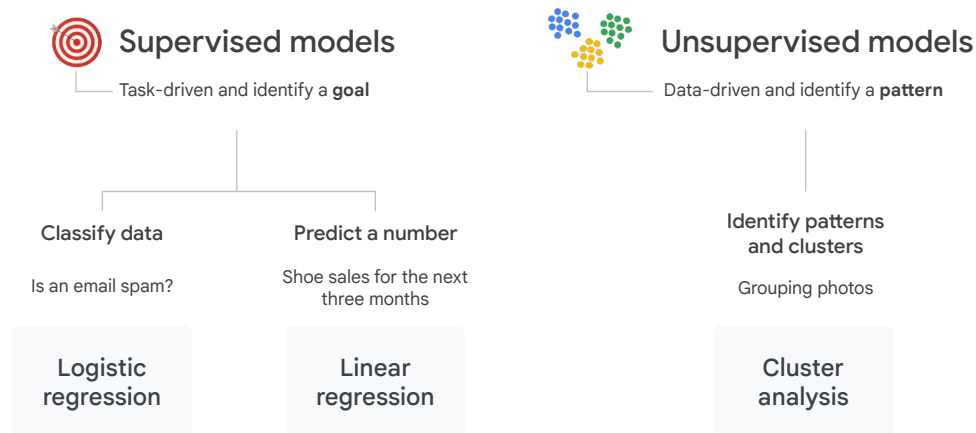 Supervised models
Task-driven and identify a goal
Classify data
Is an email spam?
Logistic
regression
Predict a number
Shoe sales for the next
three months
Linear
regression
Unsupervised models
Data-driven and identify a pattern
Identify patterns
and clusters
Grouping photos
Cluster
analysis